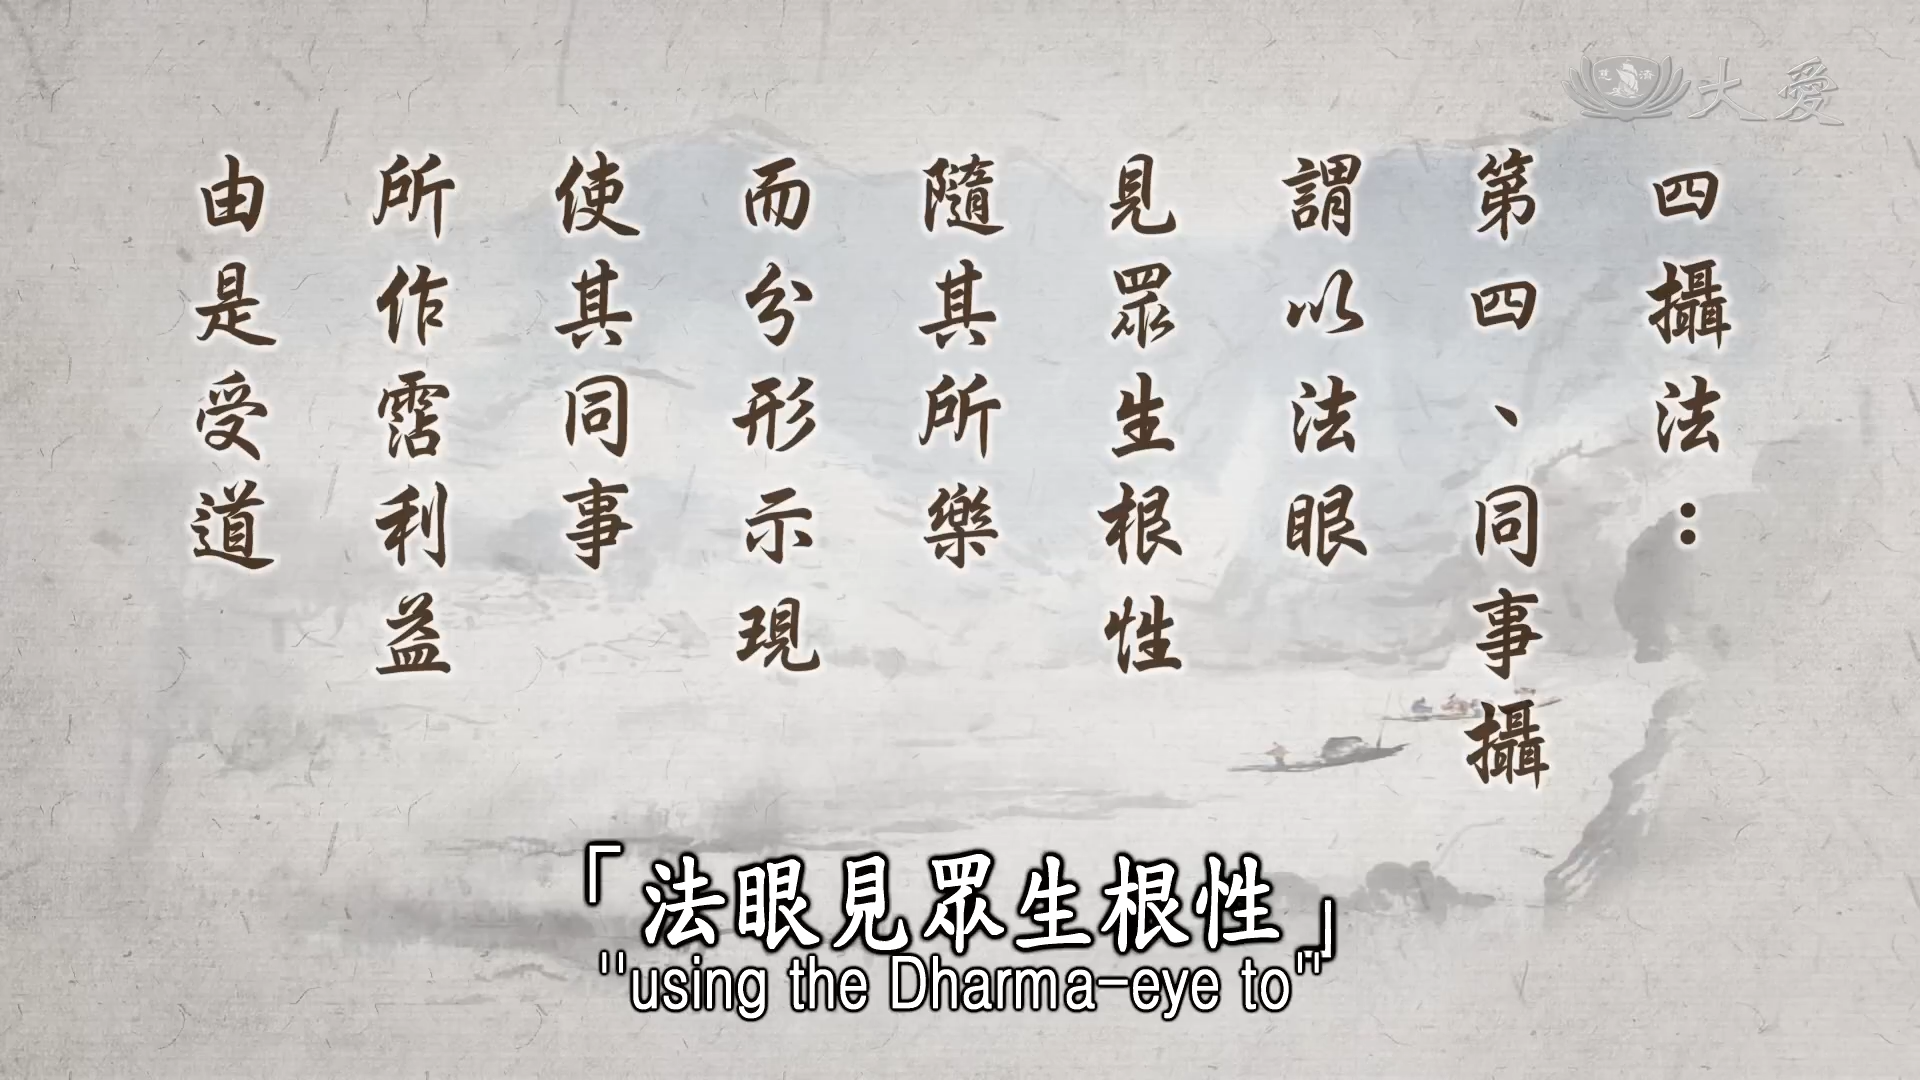 大愛
慈濟
四攝法：
第四、同事攝
謂以法眼
見眾生根性
隨其所樂
而分形示現
使其同事
所作霑利益
由是受道
「法眼見眾生根性」
"using the Dharma-eye to"